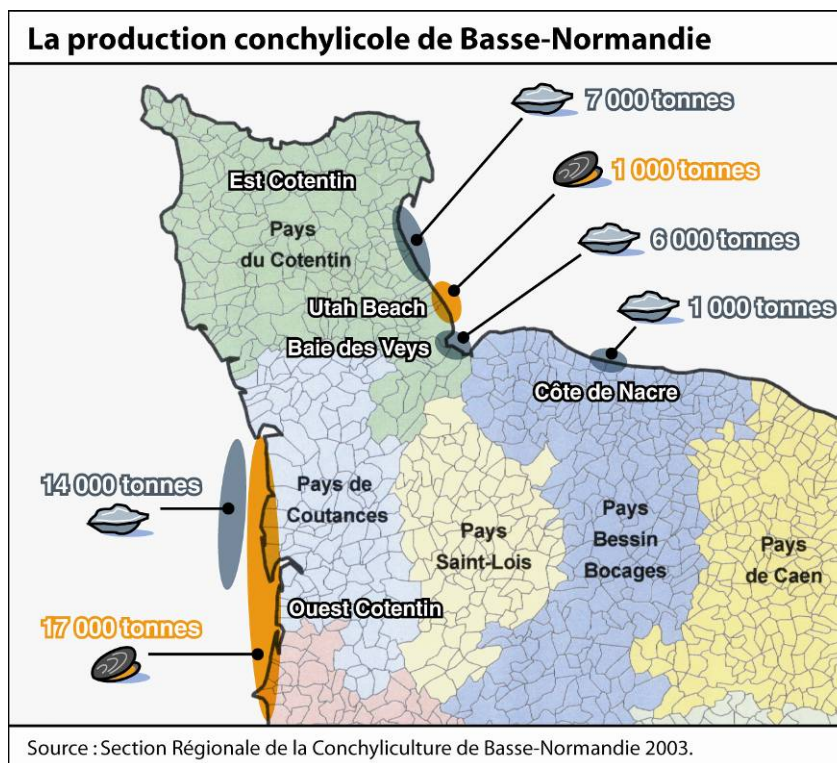 La production conchylicole de Basse-Normandie
7 000 tonnes
1 000 tonnes
Est Cotentin
Pays
du Cotentin
6 000 tonnes
Utah Beach
1 000 tonnes
Baie des Veys
Côte de Nacre
14 000 tonnes
Pays de
Coutances
Pays
Saint-Lois
Pays
Bessin
Bocages
Pays
de Caen
Ouest Cotentin
17 000 tonnes
Source : Section Régionale de la Conchyliculture de Basse-Normandie 2003.